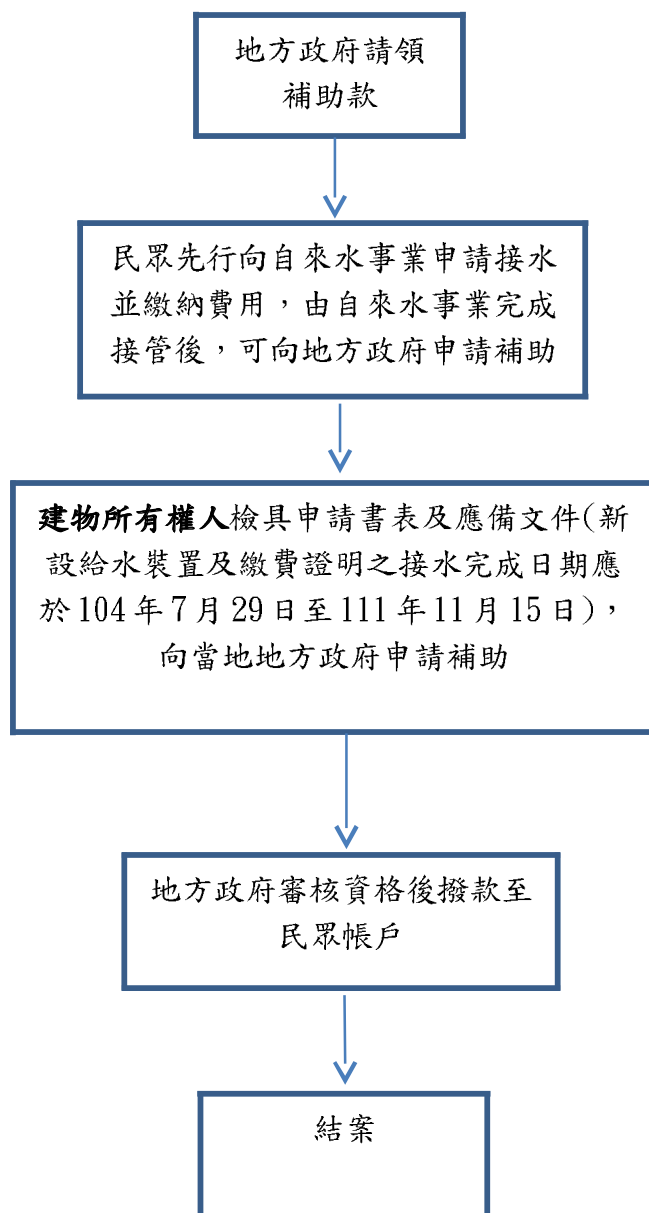 地方政府請領
補助款
民眾先行向自來水事業申請接水
並繳納費用，由自來水事業完成
接管後，可向地方政府申請補助
建物所有權人檢具申請書表及應備文件(新
設給水裝置及繳費證明之接水完成日期應
於104年7月29日至111年11月15日)，
向當地地方政府申請補助
地方政府審核資格後撥款至
民眾帳戶
結案